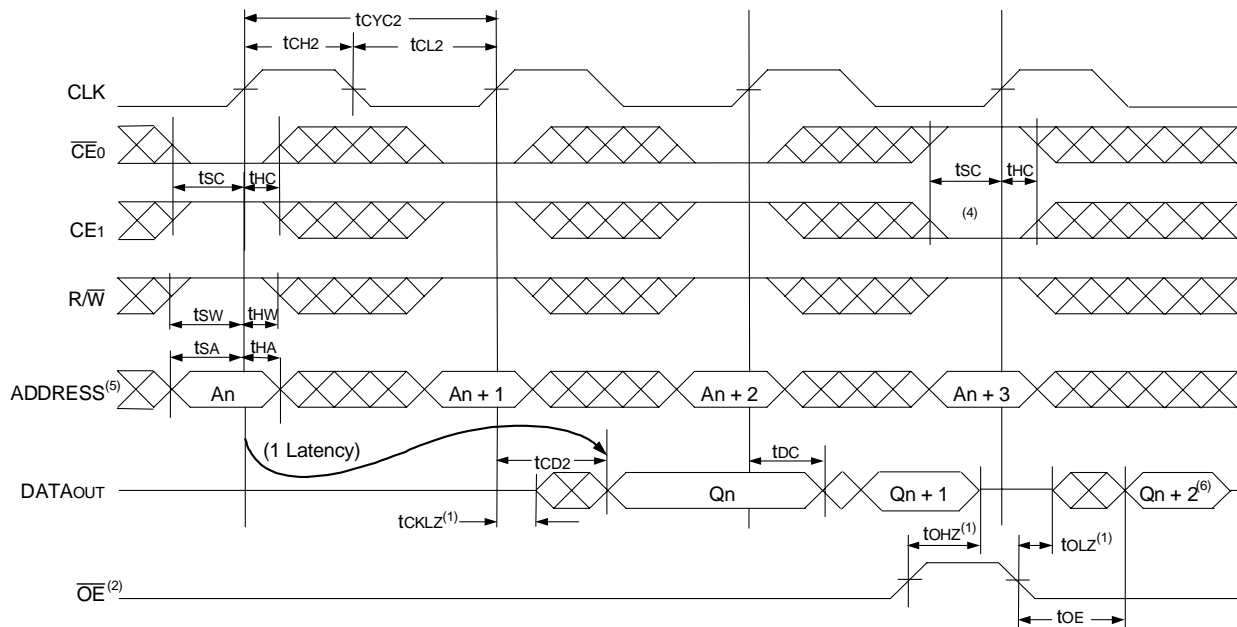 tCYC2
tCH2
tCL2
CLK
CE0
tSC
tHC
tSC
tHC
(4)
CE1
R/W
tSW
tHW
tSA
tHA
ADDRESS(5)
An
An + 1
An + 2
An + 3
(1 Latency)
tCD2
tDC
DATAOUT
Qn
Qn + 1
Qn + 2(6)
tCKLZ(1)
tOHZ(1)
tOLZ(1)
OE(2)
tOE